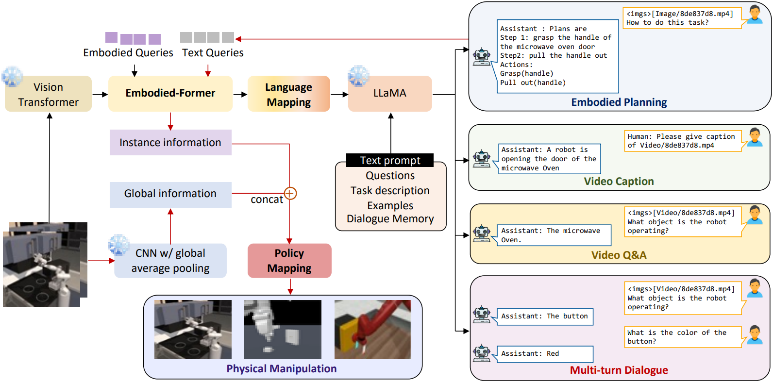 Embodied Queries
Text Queries
Vision
Transformer
Embodied-Former
Language
Mapping
LLaMA
Instance information
Global information
concat
CNN w/ global
average pooling
Policy
Mapping
Physical Manipulation
Text prompt
Questions
Task description
Examples
Dialogue Memory
<imgs>[Image/8de837d8.mp4]
How to do this task?
Assistant : Plans are
Step 1: grasp the handle of
the microwave oven door
Step2: pull the handle out
Actions:
Grasp(handle)
Pull out(handle)
Embodied Planning
Human: Please give caption
of Video/8de837d8.mp4
Assistant: A robot is
opening the door of the
microwave Oven
Video Caption
<imgs>[Video/8de837d8.mp4]
What object is the robot
operating?
Assistant: The microwave
Oven.
Video Q&A
<imgs>[Video/8de837d8.mp4]
What object is the robot
operating?
Assistant: The button
What is the color of the
button?
Assistant: Red
Multi-turn Dialogue